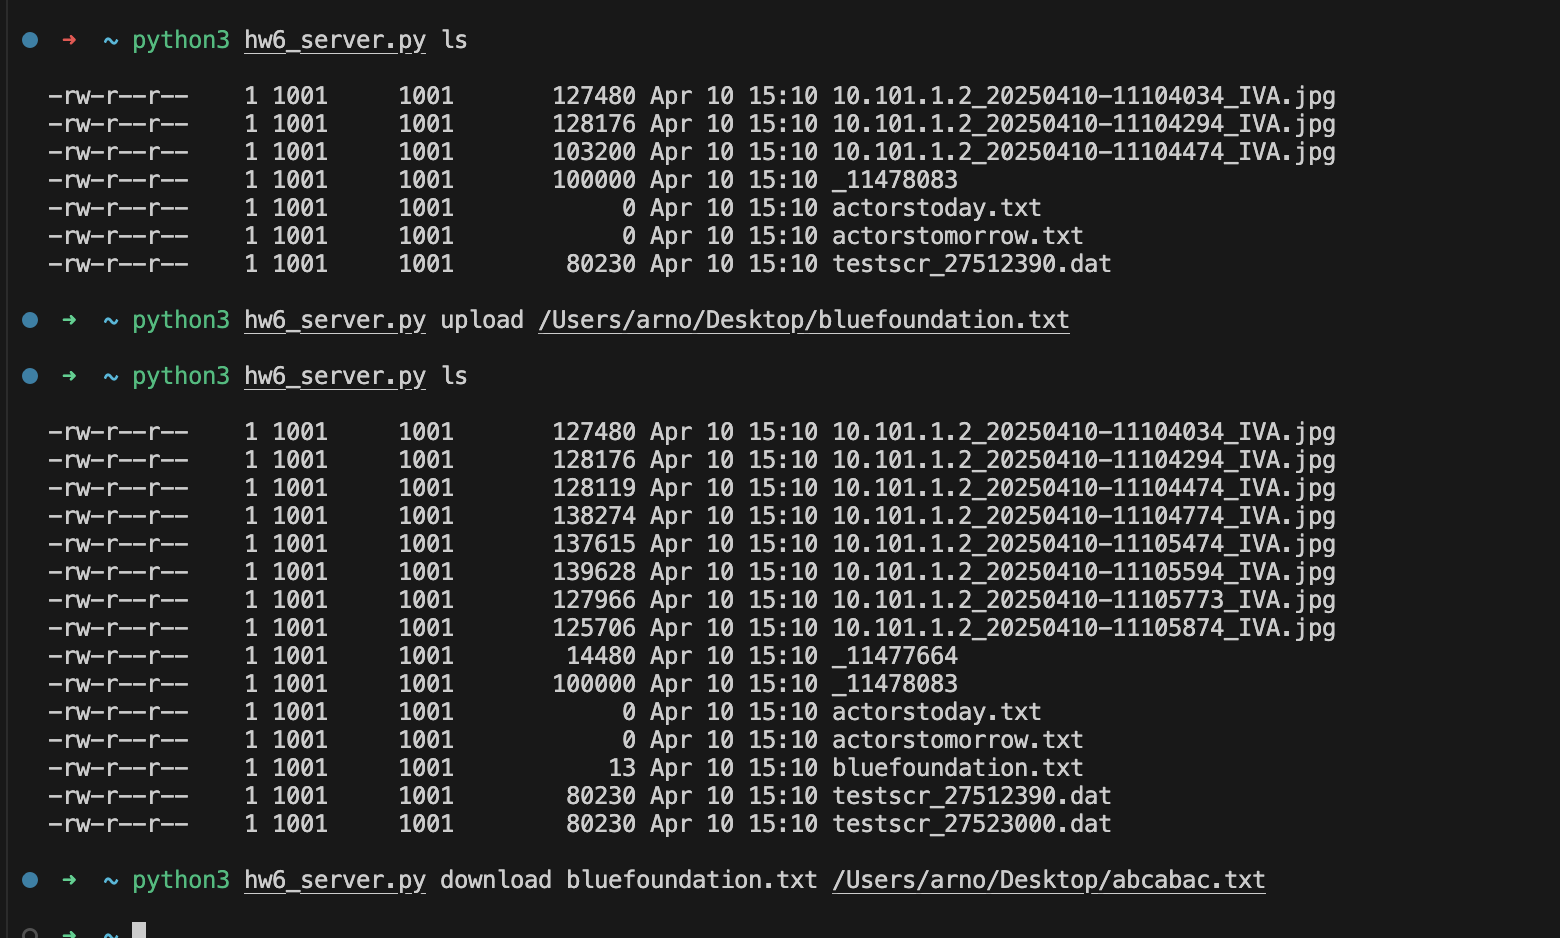 ➜ ~ python3 hw6_server.py ls
-rw-r--r-- 1 1001 1001 127480 Apr 10 15:10 10.101.1.2_20250410-11104034_IVA.jpg
-rw-r--r-- 1 1001 1001 128176 Apr 10 15:10 10.101.1.2_20250410-11104294_IVA.jpg
-rw-r--r-- 1 1001 1001 103200 Apr 10 15:10 10.101.1.2_20250410-11104474_IVA.jpg
-rw-r--r-- 1 1001 1001 100000 Apr 10 15:10 _11478083
-rw-r--r-- 1 1001 1001 0 Apr 10 15:10 actorstoday.txt
-rw-r--r-- 1 1001 1001 0 Apr 10 15:10 actorstomorrow.txt
-rw-r--r-- 1 1001 1001 80230 Apr 10 15:10 testscr_27512390.dat
➜ ~ python3 hw6_server.py upload /Users/arno/Desktop/bluefoundation.txt
➜ ~ python3 hw6_server.py ls
-rw-r--r-- 1 1001 1001 127480 Apr 10 15:10 10.101.1.2_20250410-11104034_IVA.jpg
-rw-r--r-- 1 1001 1001 128176 Apr 10 15:10 10.101.1.2_20250410-11104294_IVA.jpg
-rw-r--r-- 1 1001 1001 128119 Apr 10 15:10 10.101.1.2_20250410-11104474_IVA.jpg
-rw-r--r-- 1 1001 1001 138274 Apr 10 15:10 10.101.1.2_20250410-11104774_IVA.jpg
-rw-r--r-- 1 1001 1001 137615 Apr 10 15:10 10.101.1.2_20250410-11105474_IVA.jpg
-rw-r--r-- 1 1001 1001 139628 Apr 10 15:10 10.101.1.2_20250410-11105594_IVA.jpg
-rw-r--r-- 1 1001 1001 127966 Apr 10 15:10 10.101.1.2_20250410-11105773_IVA.jpg
-rw-r--r-- 1 1001 1001 125706 Apr 10 15:10 10.101.1.2_20250410-11105874_IVA.jpg
-rw-r--r-- 1 1001 1001 14480 Apr 10 15:10 _11477664
-rw-r--r-- 1 1001 1001 100000 Apr 10 15:10 _11478083
-rw-r--r-- 1 1001 1001 0 Apr 10 15:10 actorstoday.txt
-rw-r--r-- 1 1001 1001 0 Apr 10 15:10 actorstomorrow.txt
-rw-r--r-- 1 1001 1001 13 Apr 10 15:10 bluefoundation.txt
-rw-r--r-- 1 1001 1001 80230 Apr 10 15:10 testscr_27512390.dat
-rw-r--r-- 1 1001 1001 80230 Apr 10 15:10 testscr_27523000.dat
➜ ~ python3 hw6_server.py download bluefoundation.txt /Users/arno/Desktop/abcabac.txt
➜ ~